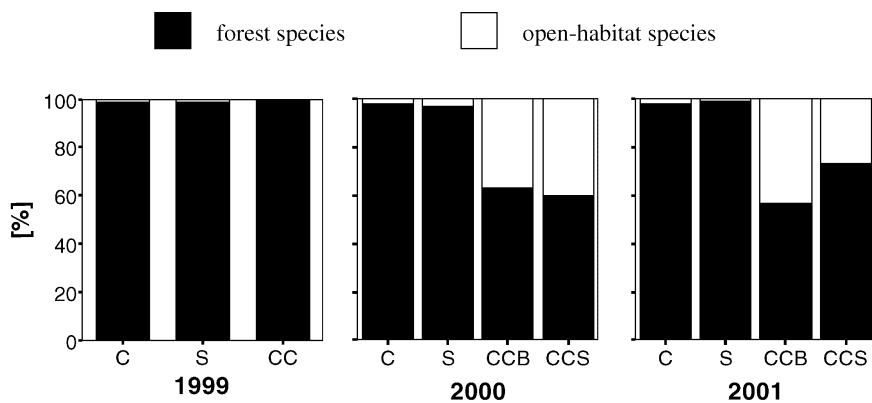 forest species open-habitat species
100
80
60
40
20
0
[%]
C S CC
1999
C S CCB CCS
2000
C S CCB CCS
2001